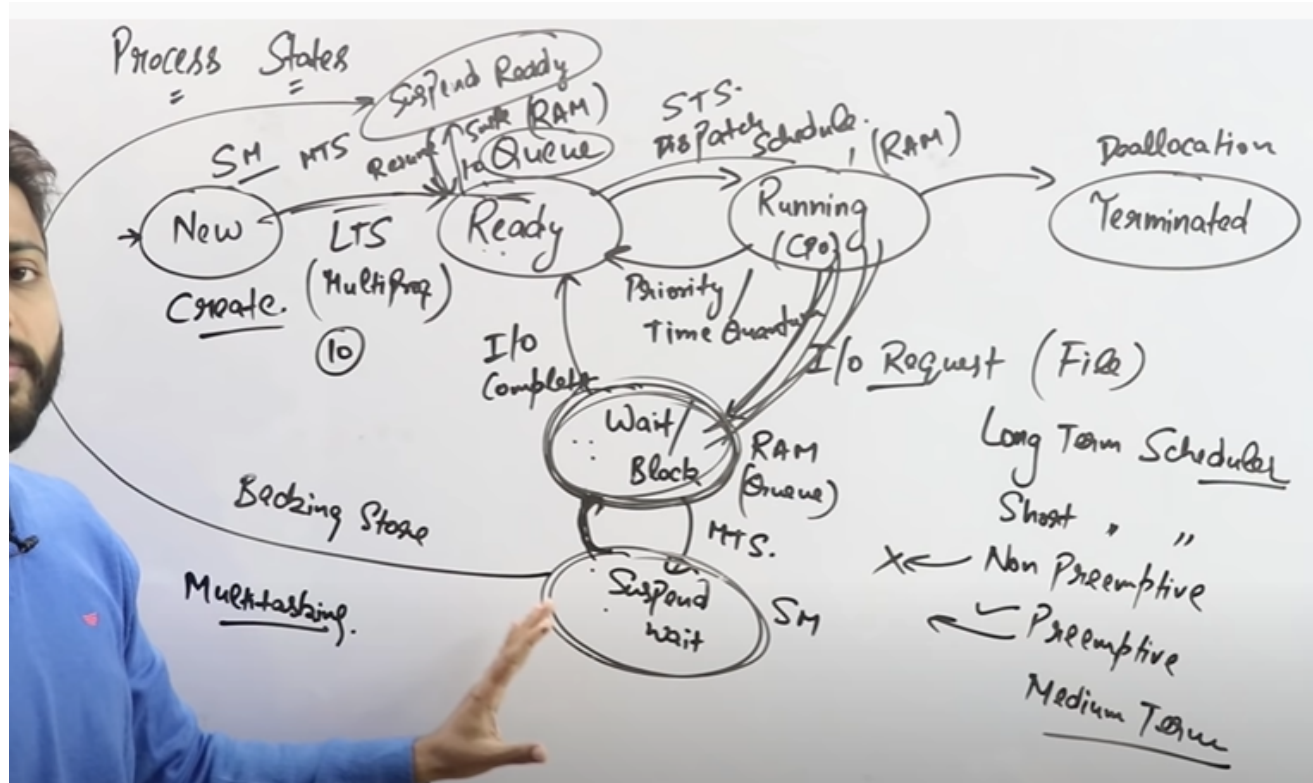 Process States
Suspend Ready
SM MTS
Resume
(RAM)
Queue
New
LTS
(MultiProg)
10
Create.
Ready
STS.
Dispatch Schedule.
(RAM)
Running
(CPU)
Deallocation
Terminated
Priority /
Time Quantum
I/O
Complete
I/O Request (File)
Wait/
Block
RAM
(Queue)
MTS.
Suspend
wait
SM
Backing Store
Multitasking.
Long Term Scheduler
Short " "
X← Non Preemptive
← ✓ Preemptive
Medium Term